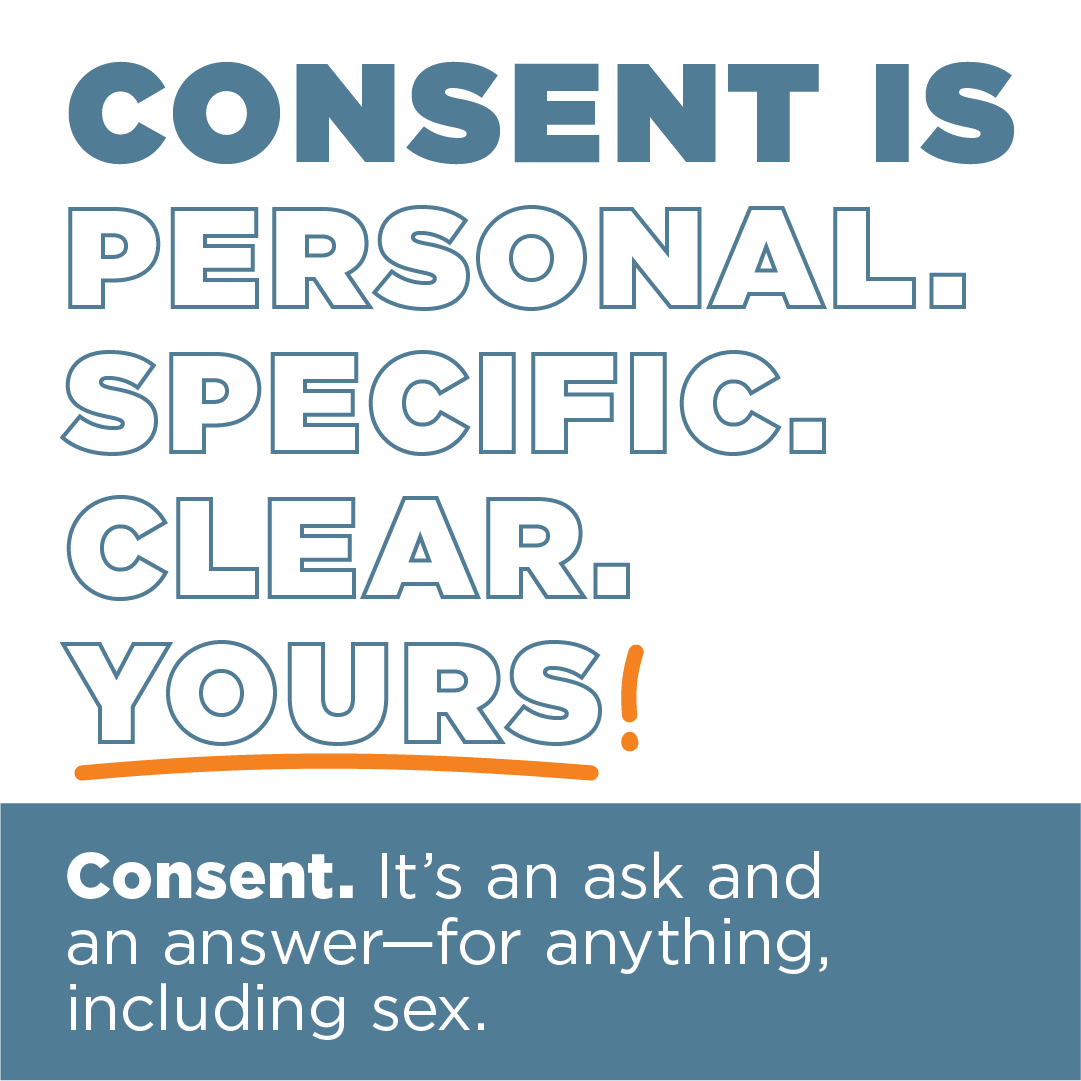 CONSENT IS
PERSONAL.
SPECIFIC.
CLEAR.
YOURS!
Consent. It’s an ask and
an answer—for anything,
including sex.